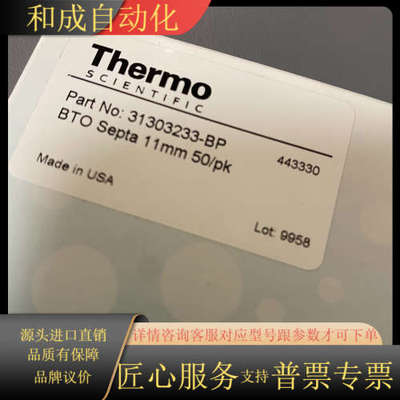 和成自动化
Thermo
SCIENTIFIC
Part No: 31303233-BP
BTO Septa 11mm 50/pk
443330
Made in USA
Lot: 9958
源头进口直销
品质有保障
品牌议价
详情咨询客服对应型号跟参数才可下单
匠心服务支持普票专票